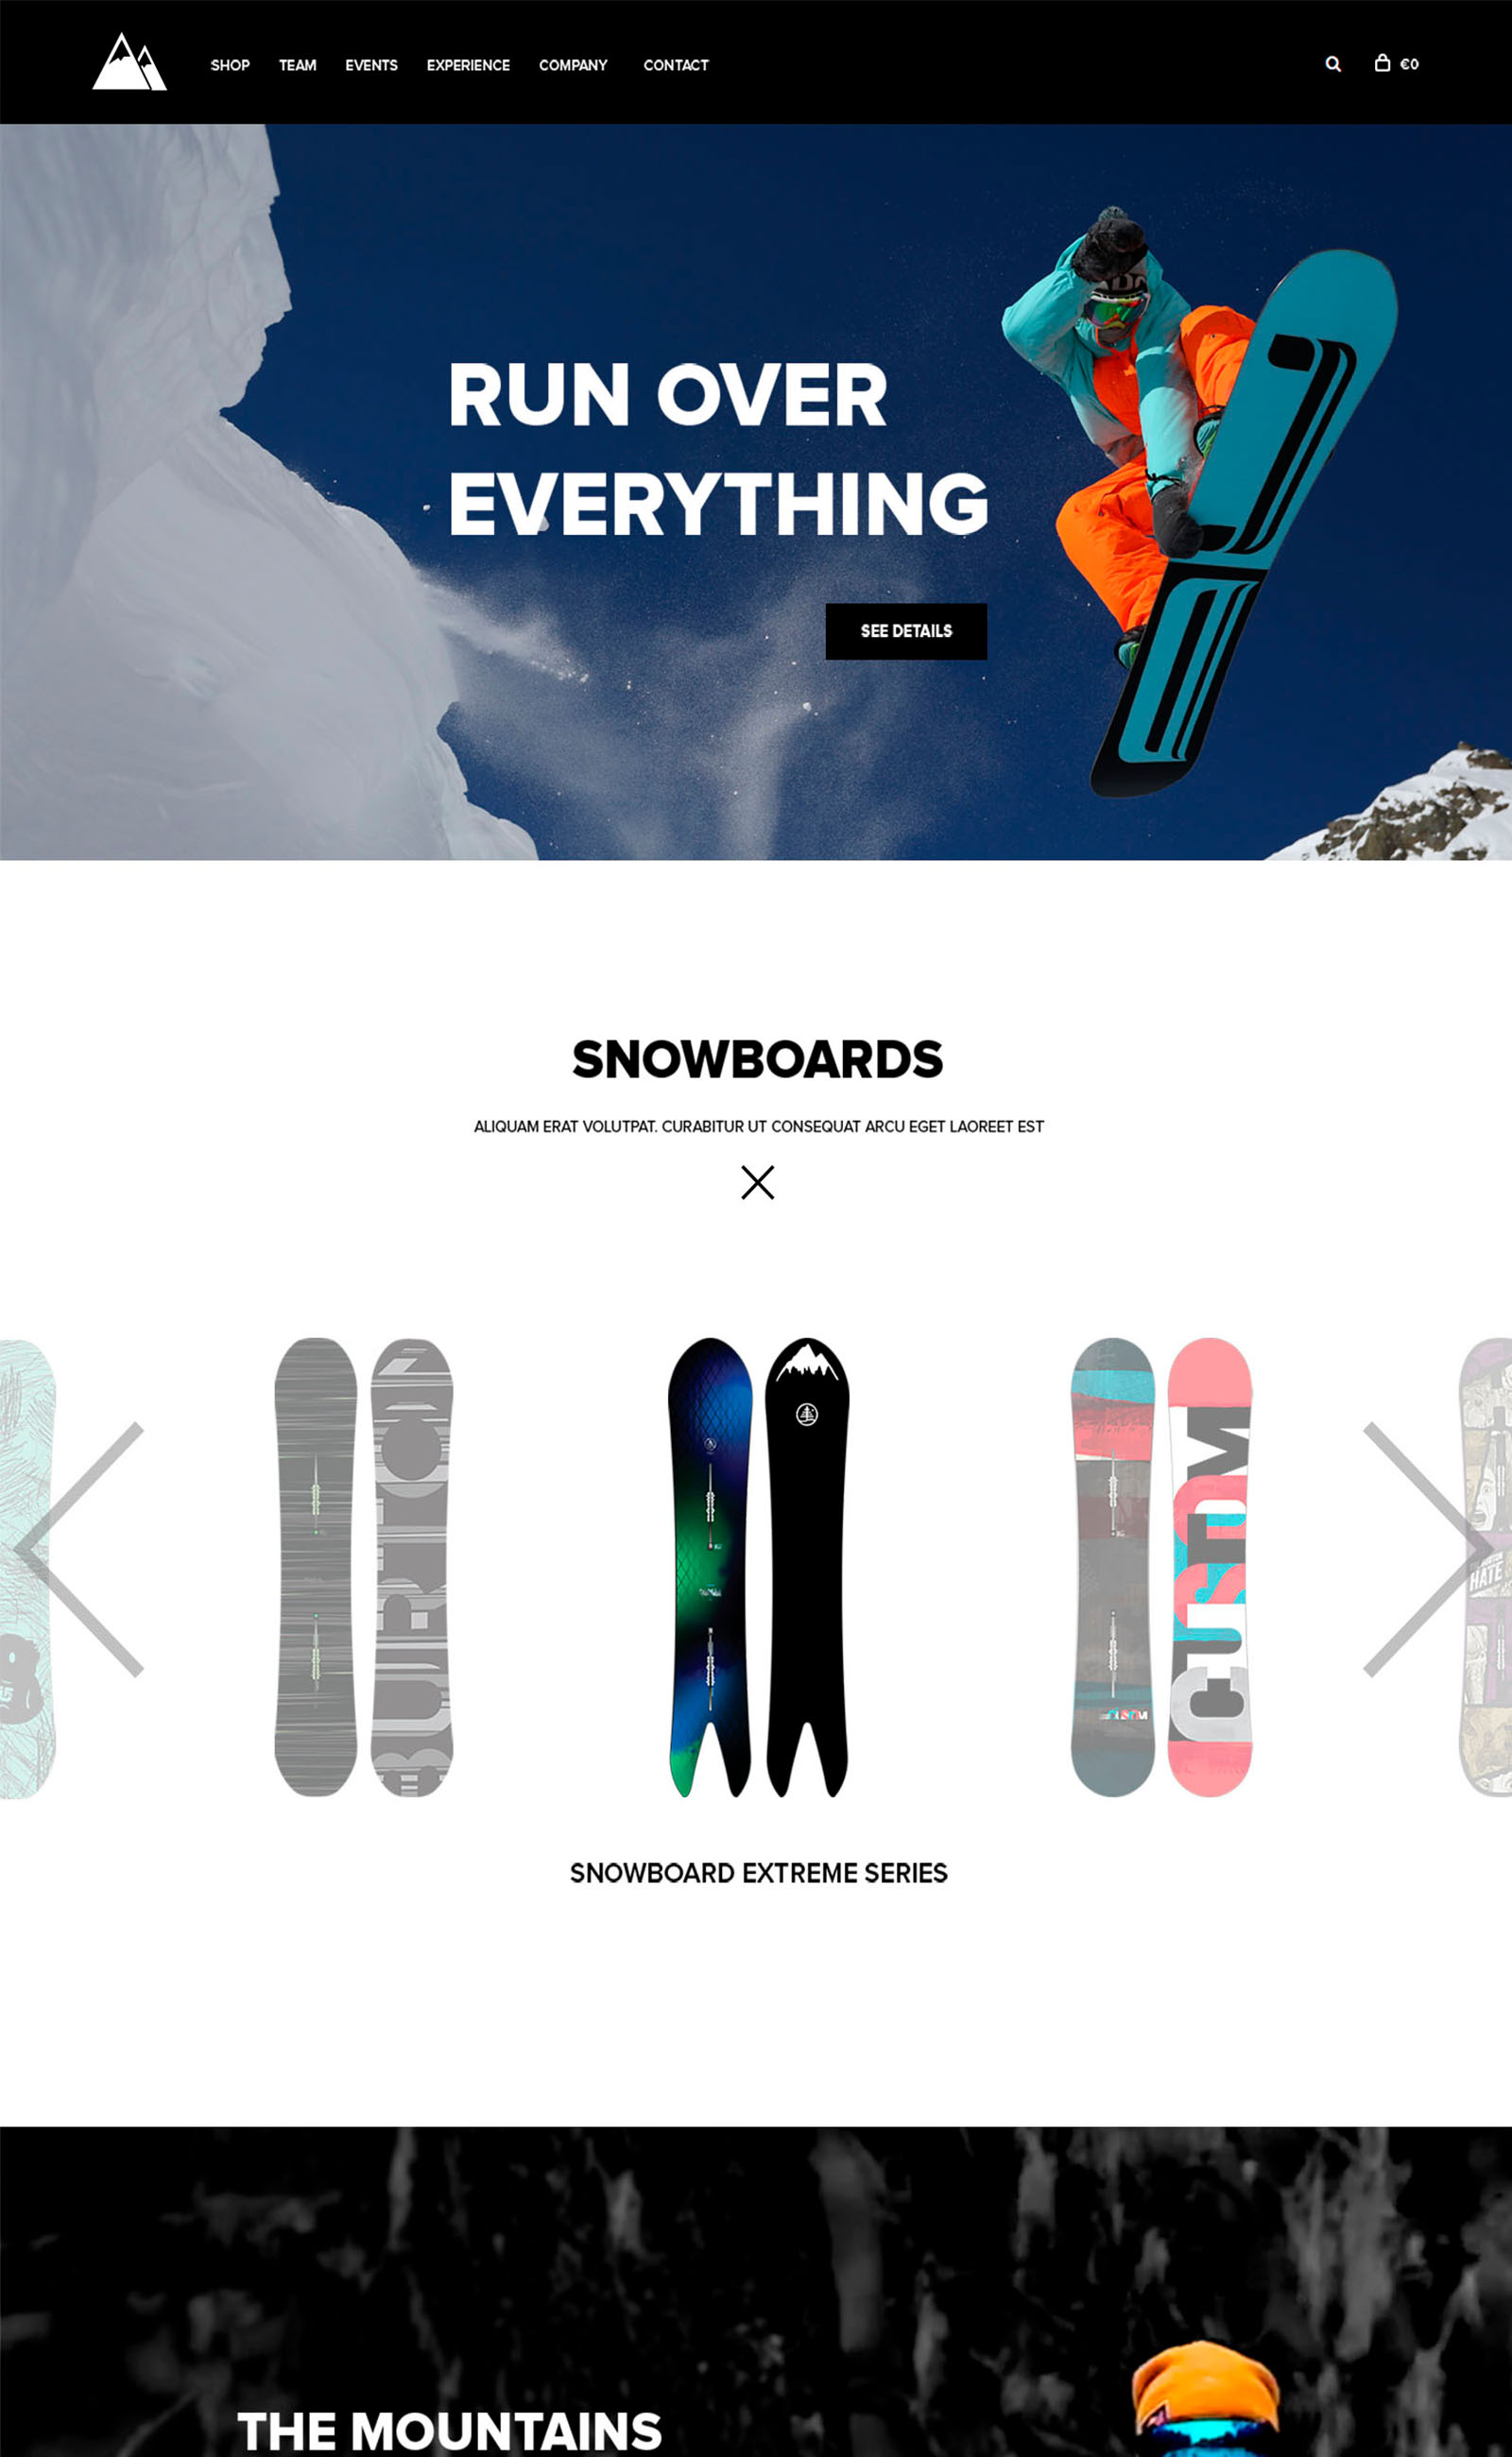 SHOP TEAM EVENTS EXPERIENCE COMPANY CONTACT €0
RUN OVER
EVERYTHING
SEE DETAILS
SNOWBOARDS
ALIQUAM ERAT VOLUTPAT. CURABITUR UT CONSEQUAT ARCU EGET LAOREET EST
BURTON
CUSTOM
HATE
SNOWBOARD EXTREME SERIES
THE MOUNTAINS